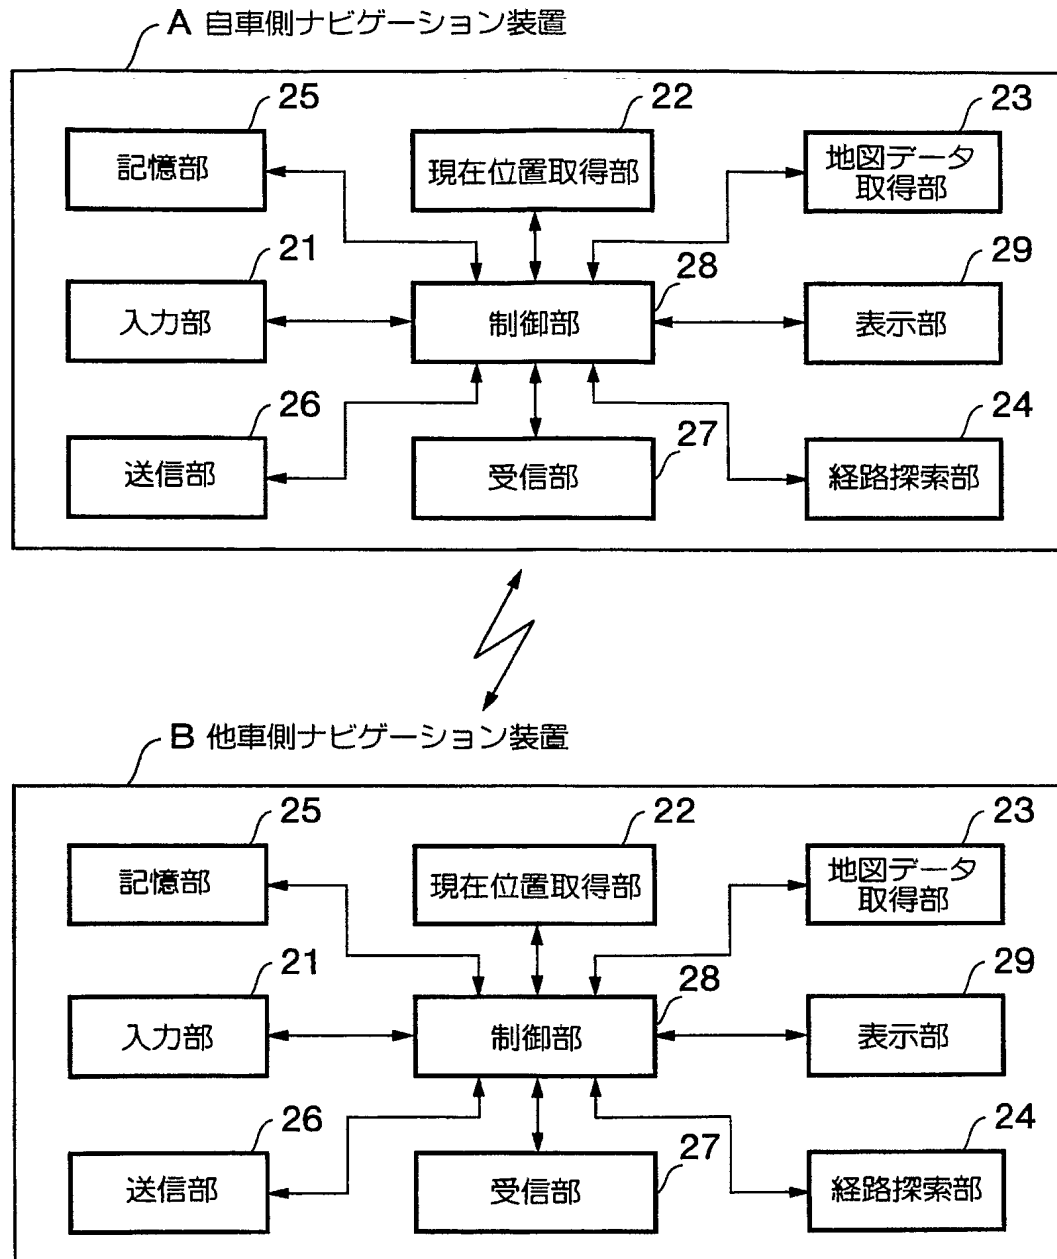 A 自車側ナビゲーション装置
25
22
23
記憶部
現在位置取得部
地図データ
取得部
21
28
29
入力部
制御部
表示部
26
27
24
送信部
受信部
経路探索部
B 他車側ナビゲーション装置
25
22
23
記憶部
現在位置取得部
地図データ
取得部
21
28
29
入力部
制御部
表示部
26
27
24
送信部
受信部
経路探索部